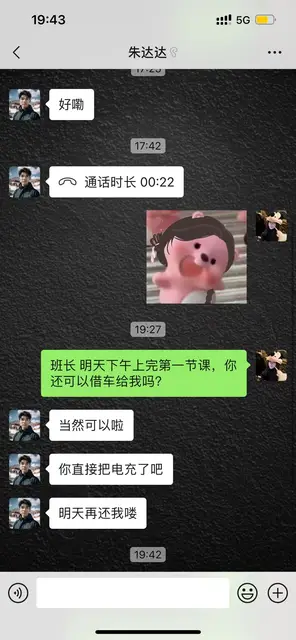 19:43
5G
朱达达
17:25
好嘞
17:42
通话时长 00:22
19:27
班长 明天下午上完第一节课，你
还可以借车给我吗?
当然可以啦
你直接把电充了吧
明天再还我喽
19:42